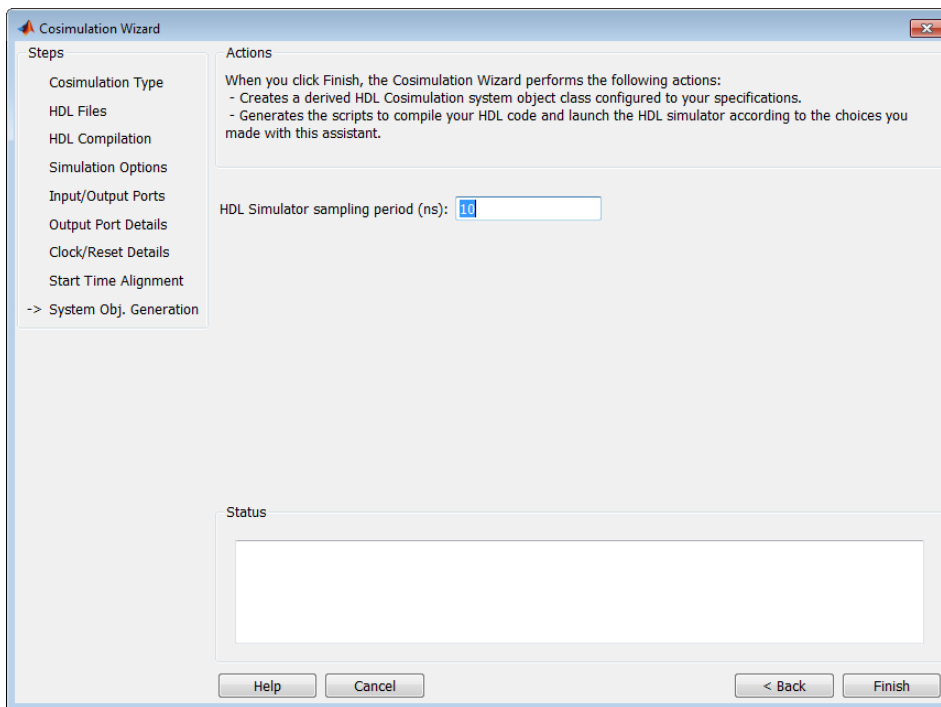 Cosimulation Wizard
Steps
Cosimulation Type
HDL Files
HDL Compilation
Simulation Options
Input/Output Ports
Output Port Details
Clock/Reset Details
Start Time Alignment
-> System Obj. Generation
Actions
When you click Finish, the Cosimulation Wizard performs the following actions:
- Creates a derived HDL Cosimulation system object class configured to your specifications.
- Generates the scripts to compile your HDL code and launch the HDL simulator according to the choices you
made with this assistant.
HDL Simulator sampling period (ns): 10
Status
Help Cancel < Back Finish